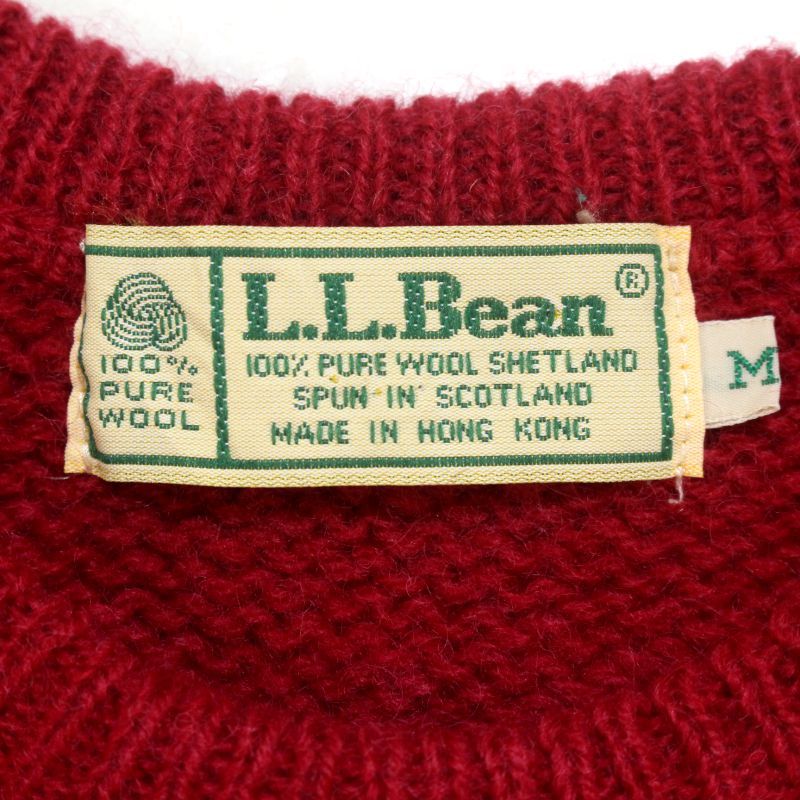 100%
PURE
WOOL
L.L.Bean®
100% PURE WOOL SHETLAND
SPUN IN SCOTLAND
MADE IN HONG KONG
M